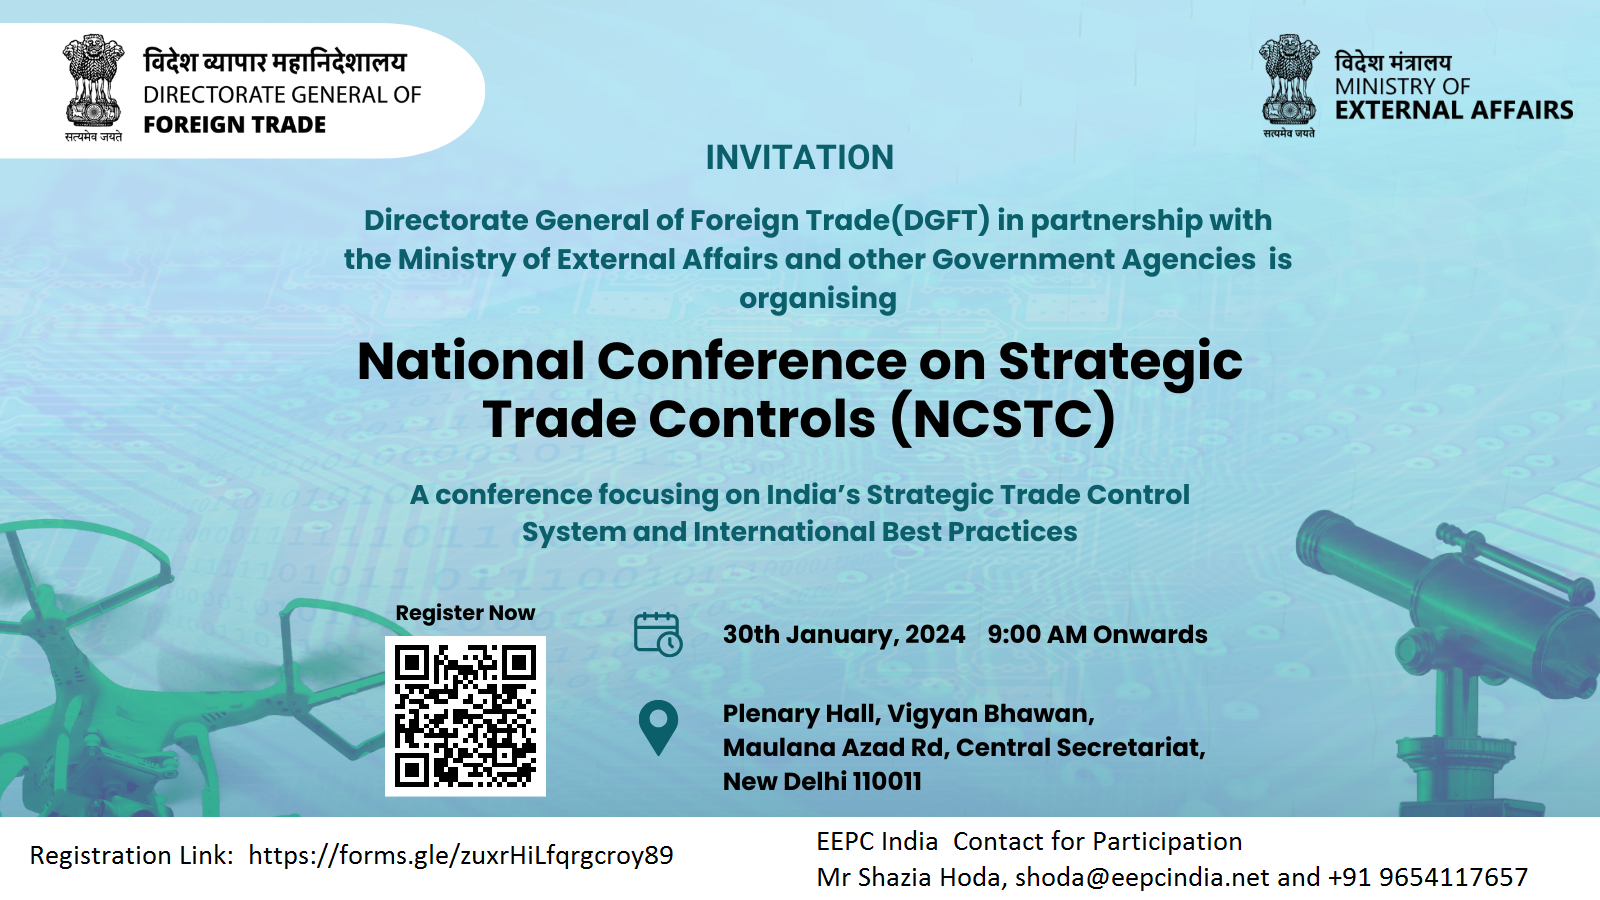 विदेश व्यापार महानिदेशालय
DIRECTORATE GENERAL OF
FOREIGN TRADE
सत्यमेव जयते
विदेश मंत्रालय
MINISTRY OF
EXTERNAL AFFAIRS
सत्यमेव जयते
INVITATION
Directorate General of Foreign Trade(DGFT) in partnership with
the Ministry of External Affairs and other Government Agencies is
organising
National Conference on Strategic
Trade Controls (NCSTC)
A conference focusing on India's Strategic Trade Control
System and International Best Practices
Register Now
30th January, 2024 9:00 AM Onwards
Plenary Hall, Vigyan Bhawan,
Maulana Azad Rd, Central Secretariat,
New Delhi 110011
Registration Link: https://forms.gle/zuxrHiLfqrgcroy89
EEPC India Contact for Participation
Mr Shazia Hoda, shoda@eepcindia.net and +91 9654117657